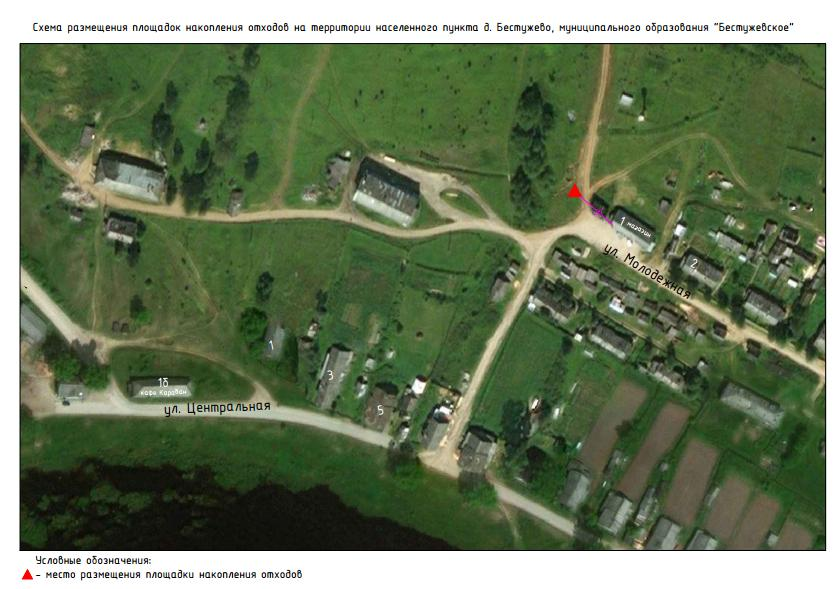 Схема размещения площадок накопления отходов на территории населенного пункта д. Бестужево, муниципального образования "Бестужевское"
1 магазин
2
ул. Молодежная
1
3
1б
кафе Караван
5
ул. Центральная
Условные обозначения:
- место размещения площадки накопления отходов